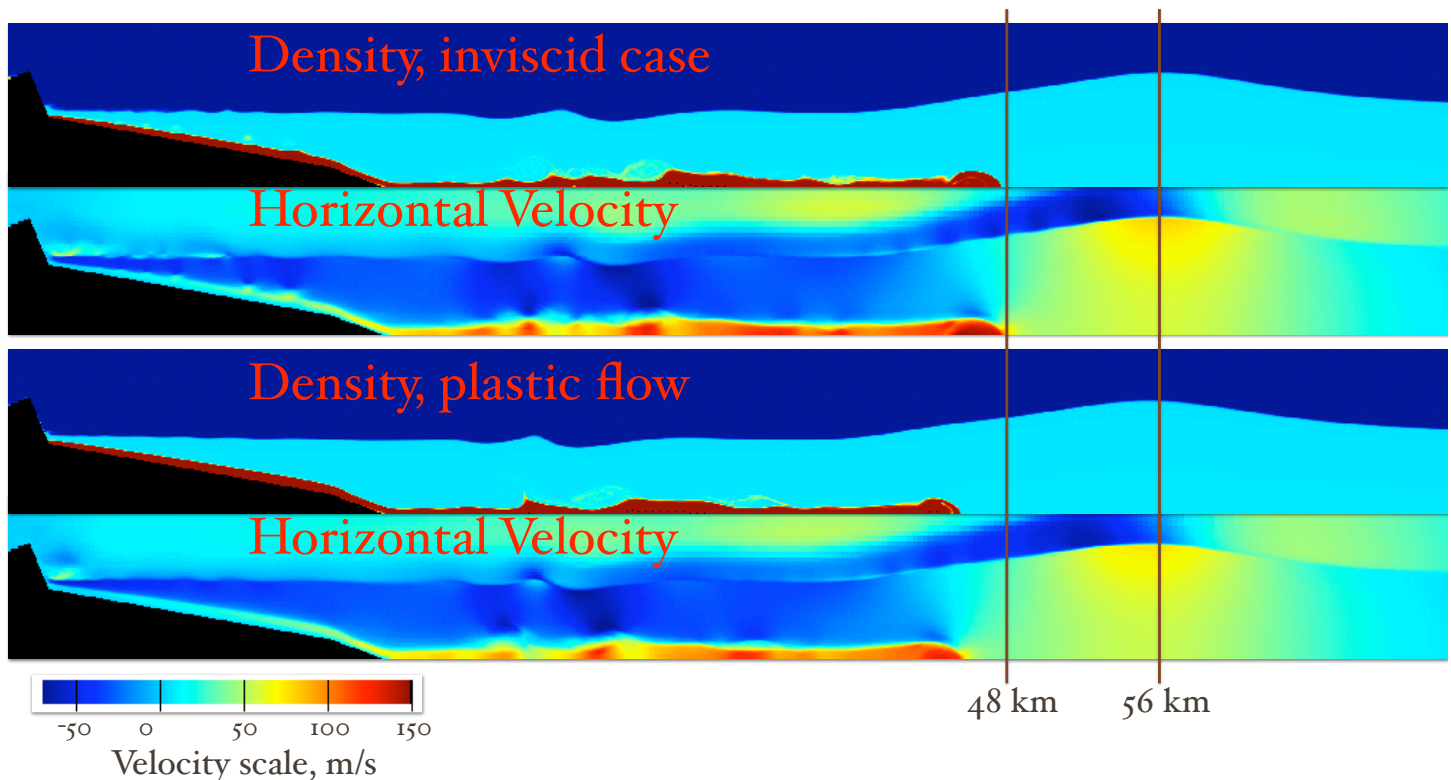 Density, inviscid case
Horizontal Velocity
Density, plastic flow
Horizontal Velocity
48 km 56 km
-50 0 50 100 150
Velocity scale, m/s